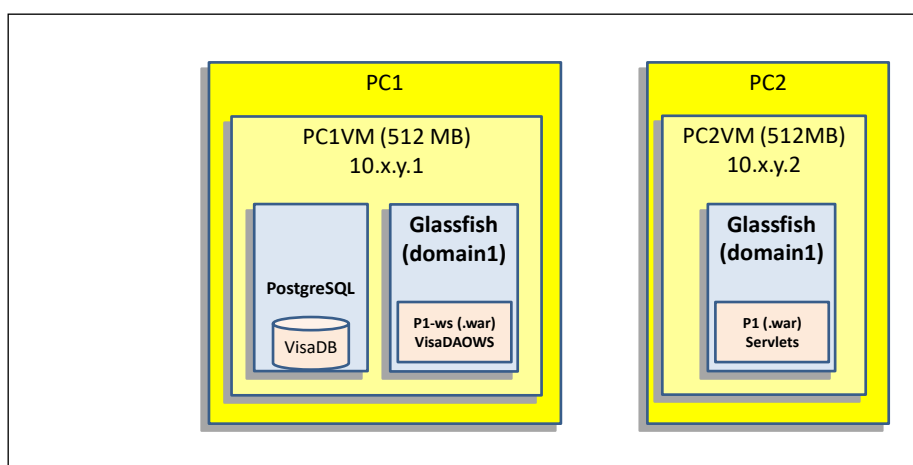 PC1
PC1VM (512 MB)
10.x.y.1
PostgreSQL
VisaDB
Glassfish
(domain1)
P1-ws (.war)
VisaDAOWS
PC2
PC2VM (512MB)
10.x.y.2
Glassfish
(domain1)
P1 (.war)
Servlets